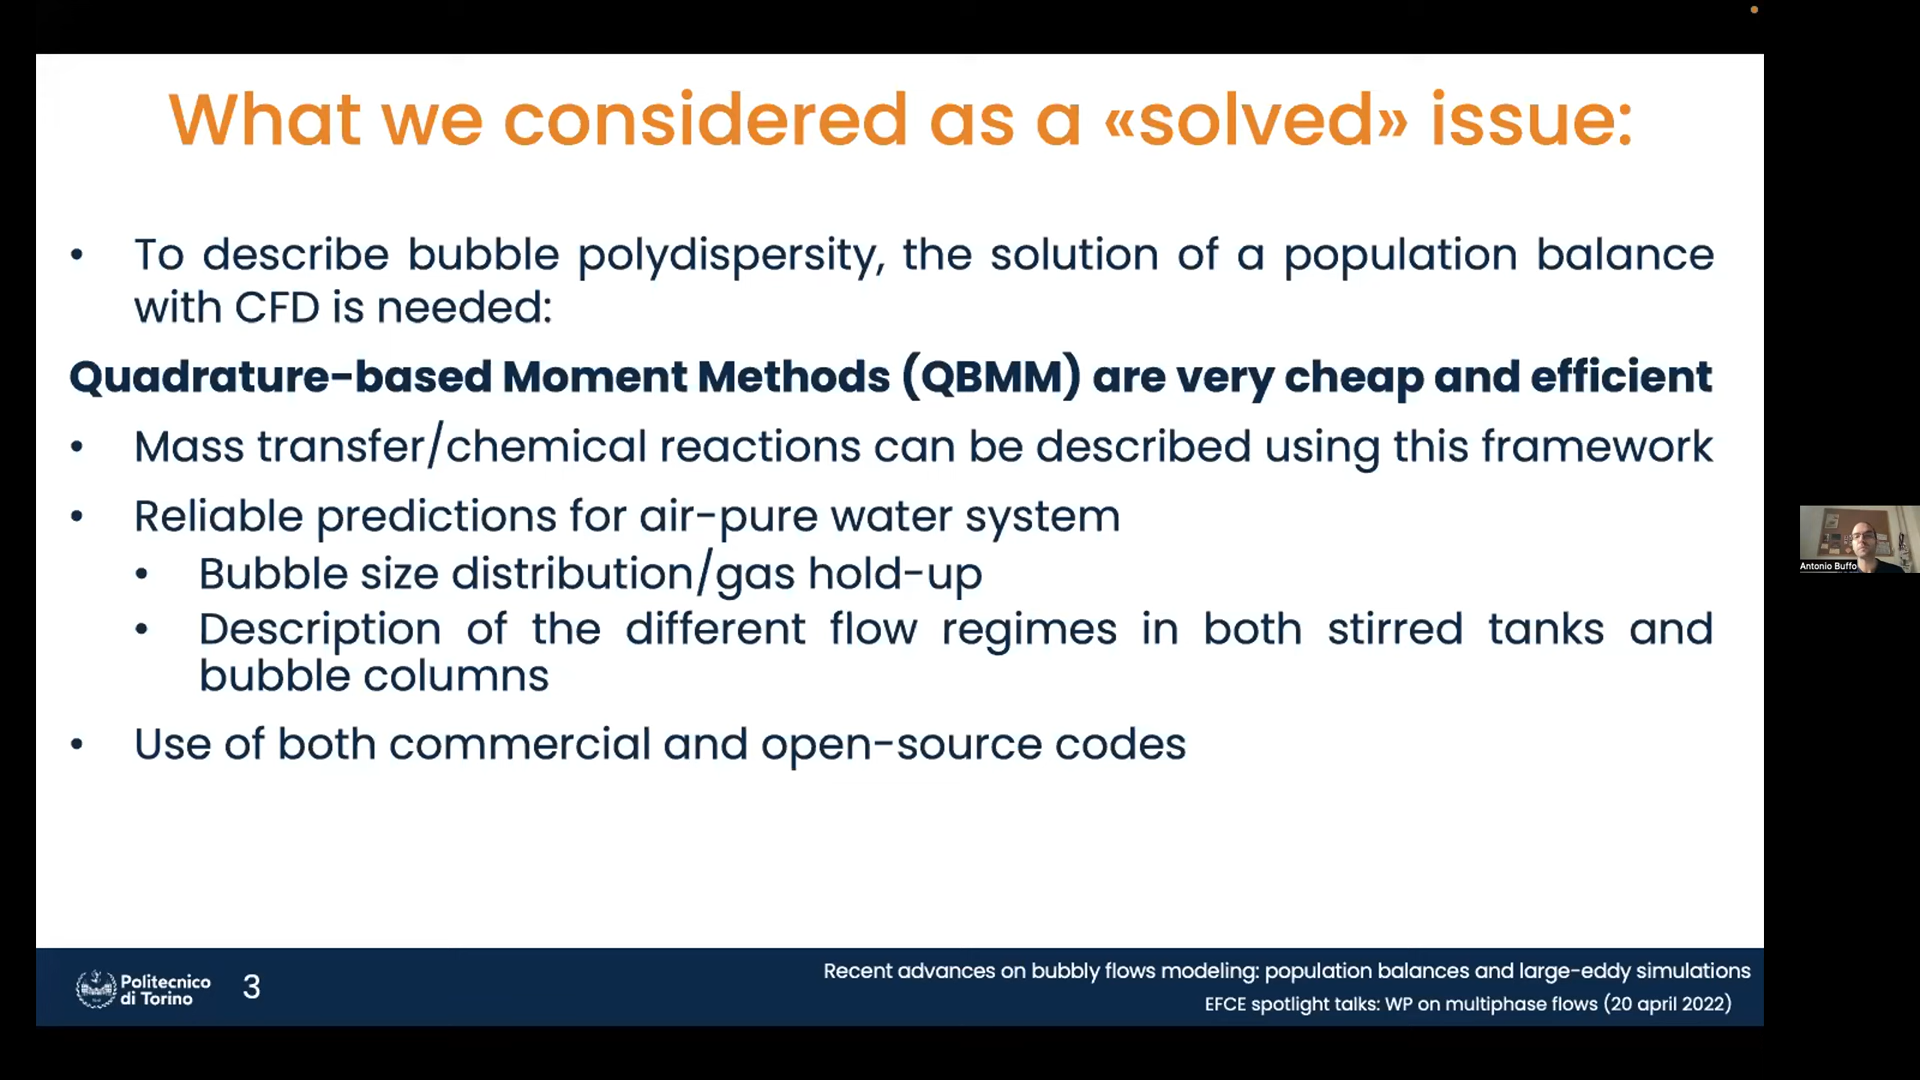 What we considered as a «solved» issue:
• To describe bubble polydispersity, the solution of a population balance
with CFD is needed:
Quadrature-based Moment Methods (QBMM) are very cheap and efficient
• Mass transfer/chemical reactions can be described using this framework
• Reliable predictions for air-pure water system
• Bubble size distribution/gas hold-up
• Description of the different flow regimes in both stirred tanks and
bubble columns
• Use of both commercial and open-source codes
Antonio Buffo
Politecnico
di Torino
3
Recent advances on bubbly flows modeling: population balances and large-eddy simulations
EFCE spotlight talks: WP on multiphase flows (20 april 2022)